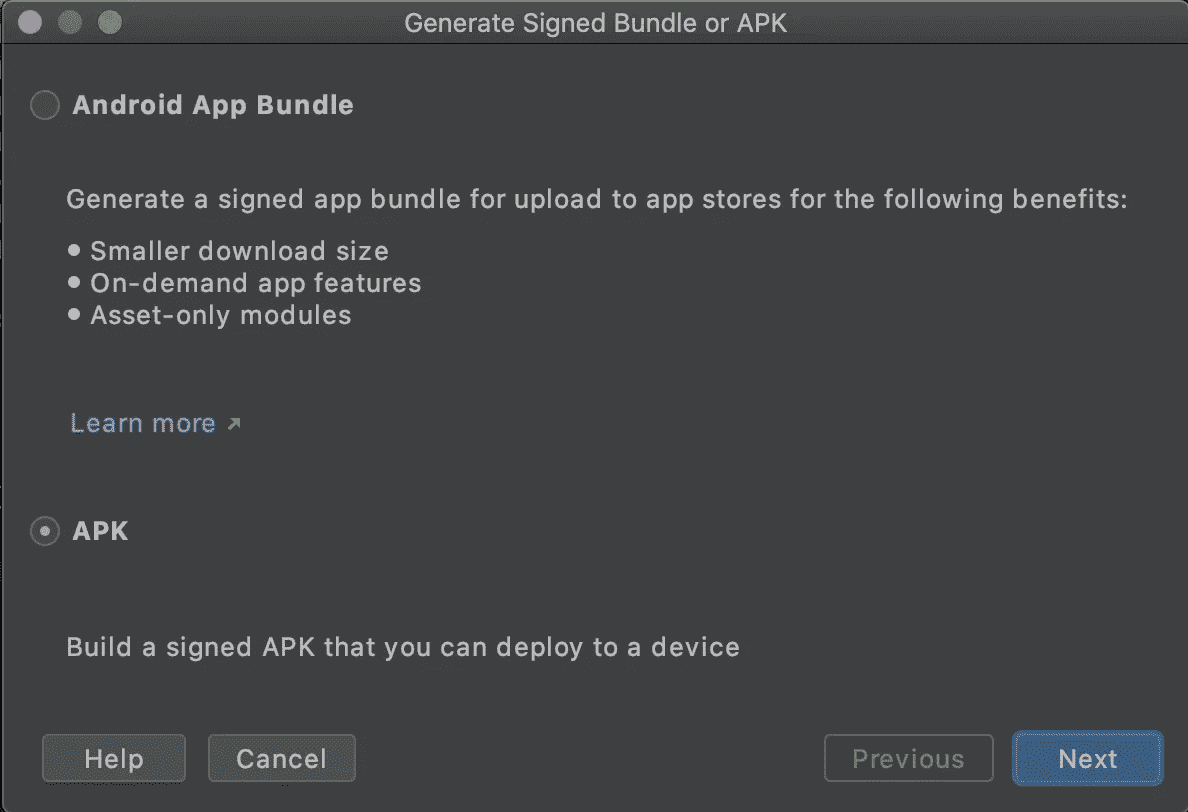 Generate Signed Bundle or APK
Android App Bundle
Generate a signed app bundle for upload to app stores for the following benefits:
• Smaller download size
• On-demand app features
• Asset-only modules
Learn more ↗
APK
Build a signed APK that you can deploy to a device
Help Cancel Previous Next